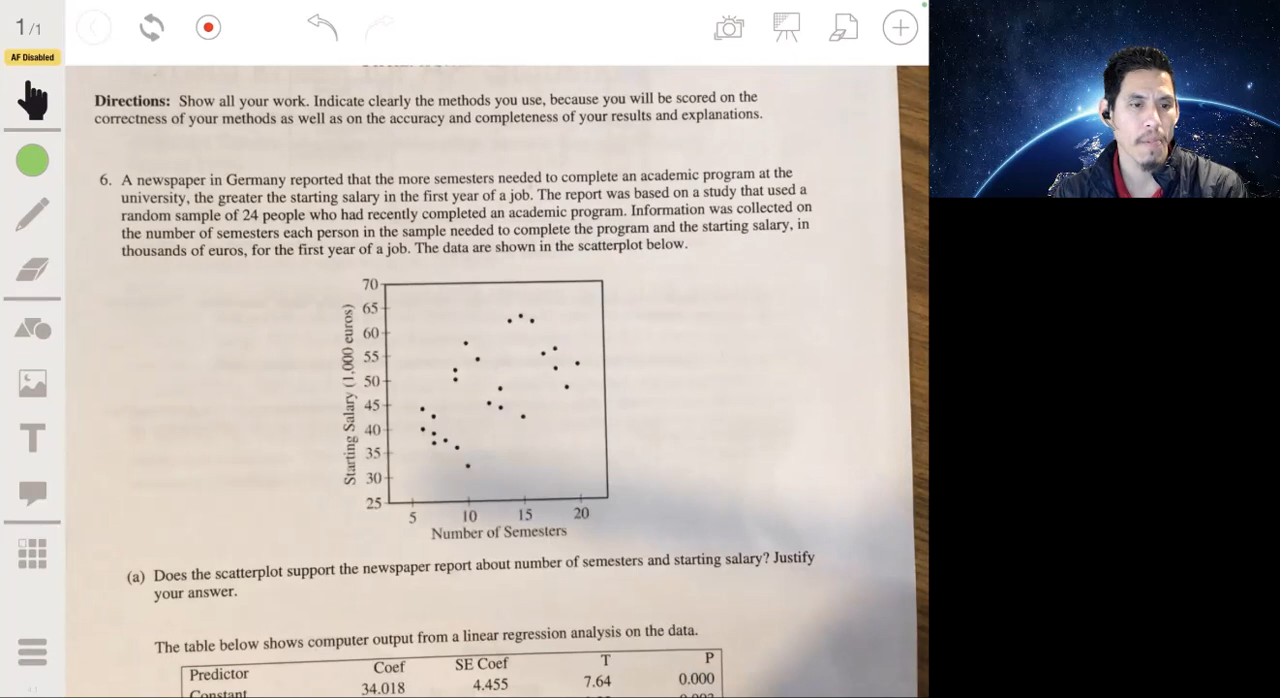 1/1
AF Disabled
Directions: Show all your work. Indicate clearly the methods you use, because you will be scored on the
correctness of your methods as well as on the accuracy and completeness of your results and explanations.
6. A newspaper in Germany reported that the more semesters needed to complete an academic program at the
university, the greater the starting salary in the first year of a job. The report was based on a study that used a
random sample of 24 people who had recently completed an academic program. Information was collected on
the number of semesters each person in the sample needed to complete the program and the starting salary, in
thousands of euros, for the first year of a job. The data are shown in the scatterplot below.
Starting Salary (1,000 euros)
70
65
60
55
50
45
40
35
30
25
5 10 15 20
Number of Semesters
(a) Does the scatterplot support the newspaper report about number of semesters and starting salary? Justify
your answer.
The table below shows computer output from a linear regression analysis on the data.
Predictor Coef SE Coef T P
Constant 34.018 4.455 7.64 0.000
T